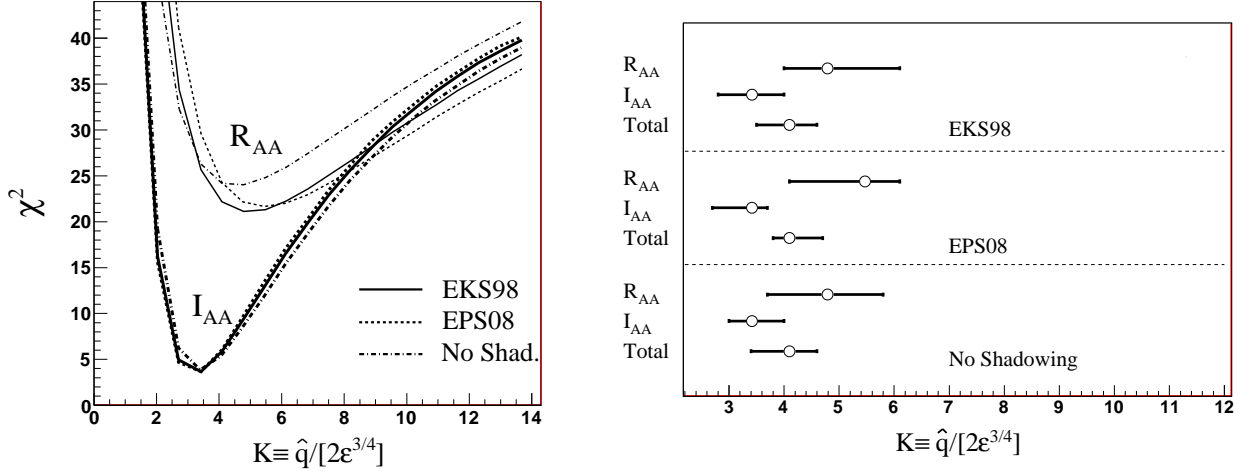 40
35
30
25
20
15
10
5
0
χ²
R_AA
I_AA
EKS98
EPS08
No Shad.
0 2 4 6 8 10 12 14
K≡ q̂/[2ε^3/4]
R_AA
I_AA
Total
EKS98
R_AA
I_AA
Total
EPS08
R_AA
I_AA
Total
No Shadowing
3 4 5 6 7 8 9 10 11 12
K≡ q̂/[2ε^3/4]